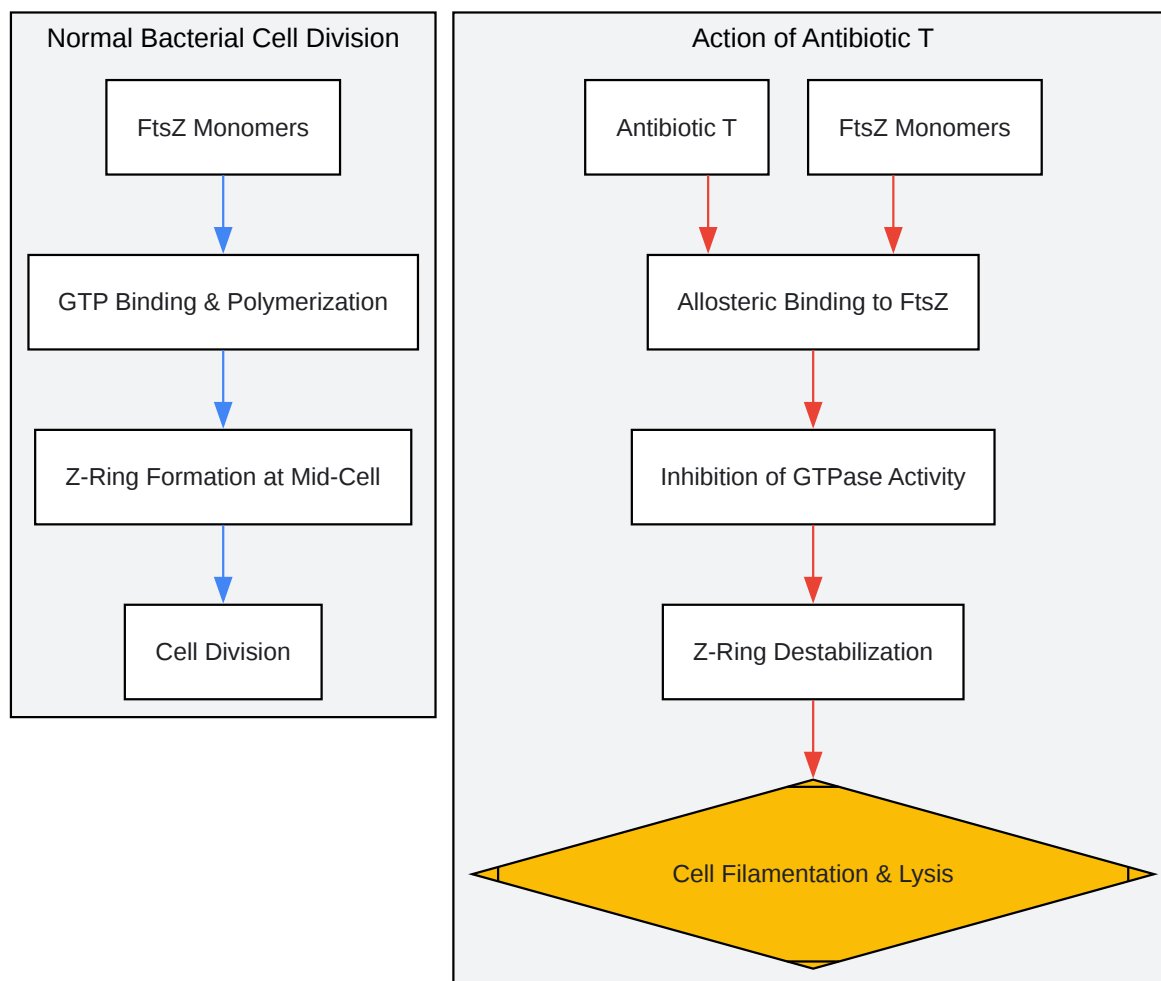 Normal Bacterial Cell Division
FtsZ Monomers
GTP Binding & Polymerization
Z-Ring Formation at Mid-Cell
Cell Division
Action of Antibiotic T
Antibiotic T
FtsZ Monomers
Allosteric Binding to FtsZ
Inhibition of GTPase Activity
Z-Ring Destabilization
Cell Filamentation & Lysis